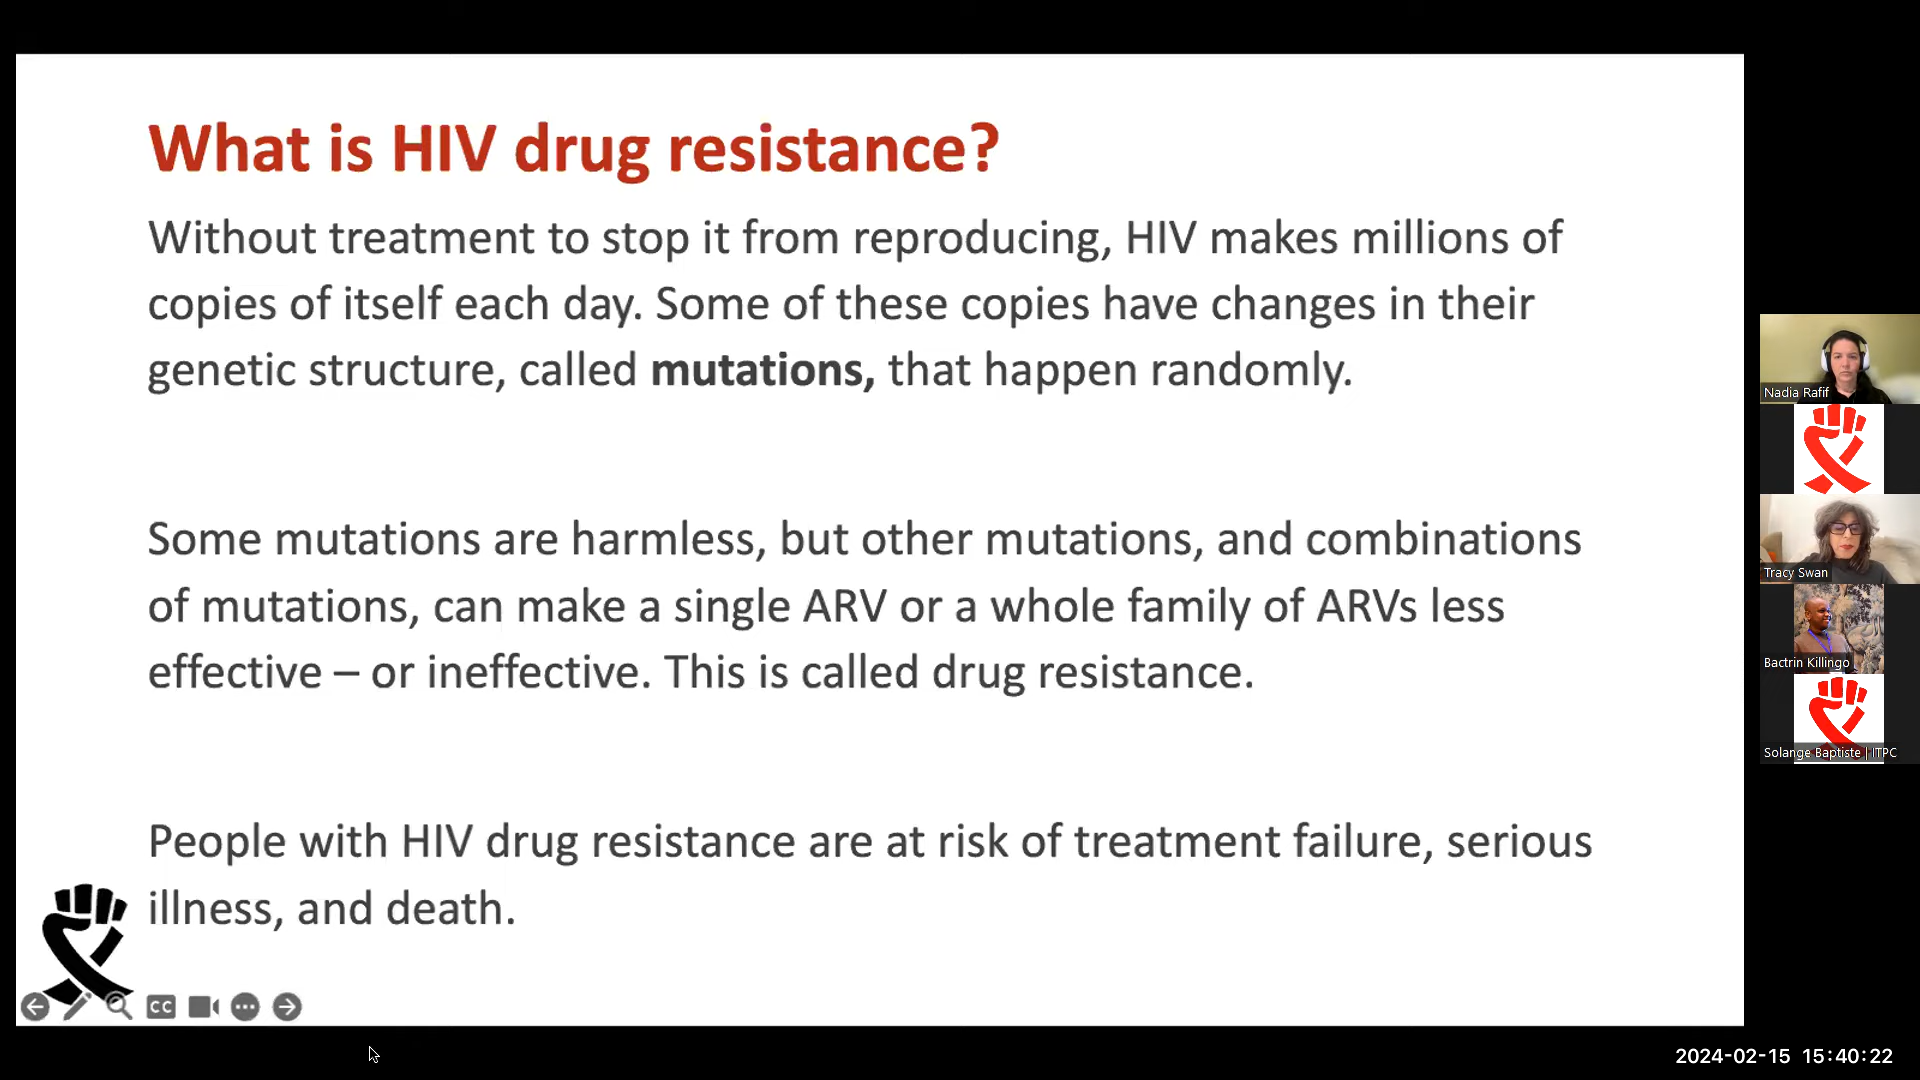 What is HIV drug resistance?
Without treatment to stop it from reproducing, HIV makes millions of
copies of itself each day. Some of these copies have changes in their
genetic structure, called mutations, that happen randomly.
Some mutations are harmless, but other mutations, and combinations
of mutations, can make a single ARV or a whole family of ARVs less
effective – or ineffective. This is called drug resistance.
People with HIV drug resistance are at risk of treatment failure, serious
illness, and death.
CC
Nadia Rafif
Tracy Swan
Bactrin Killingo
Solange Baptiste | ITPC
2024-02-15 15:40:22